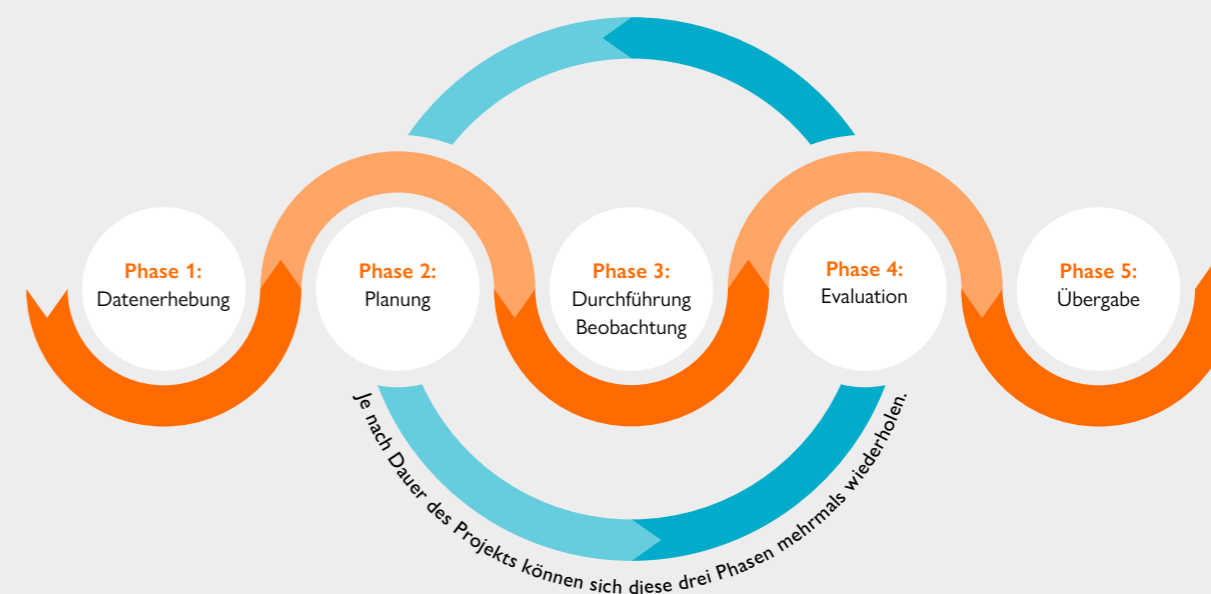 Phase 1:
Datenerhebung
Phase 2:
Planung
Phase 3:
Durchführung
Beobachtung
Phase 4:
Evaluation
Phase 5:
Übergabe
Je nach Dauer des Projekts können sich diese drei Phasen mehrmals wiederholen.